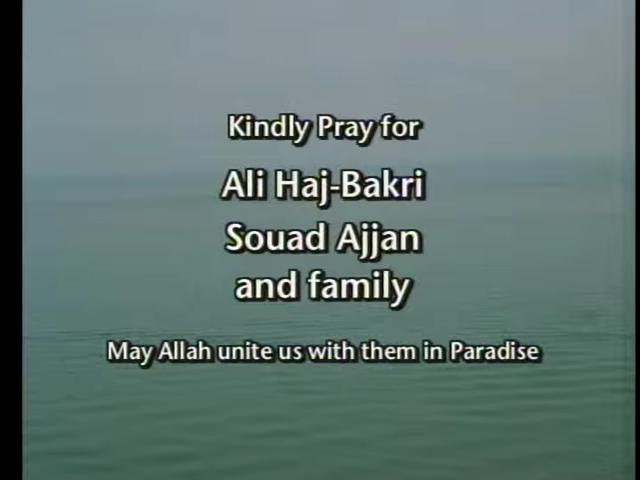 Kindly Pray for
Ali Haj-Bakri
Souad Ajjan
and family
May Allah unite us with them in Paradise